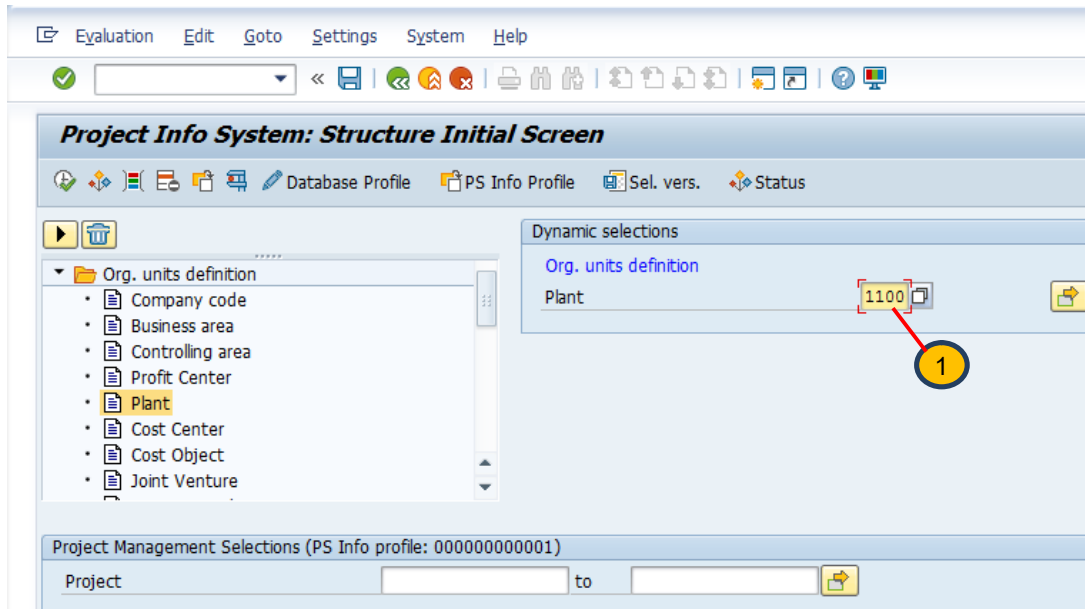 Evaluation Edit Goto Settings System Help
Project Info System: Structure Initial Screen
Database Profile PS Info Profile Sel. vers. Status
Dynamic selections
Org. units definition
Plant 1100
1
Org. units definition
Company code
Business area
Controlling area
Profit Center
Plant
Cost Center
Cost Object
Joint Venture
Project Management Selections (PS Info profile: 000000000001)
Project to